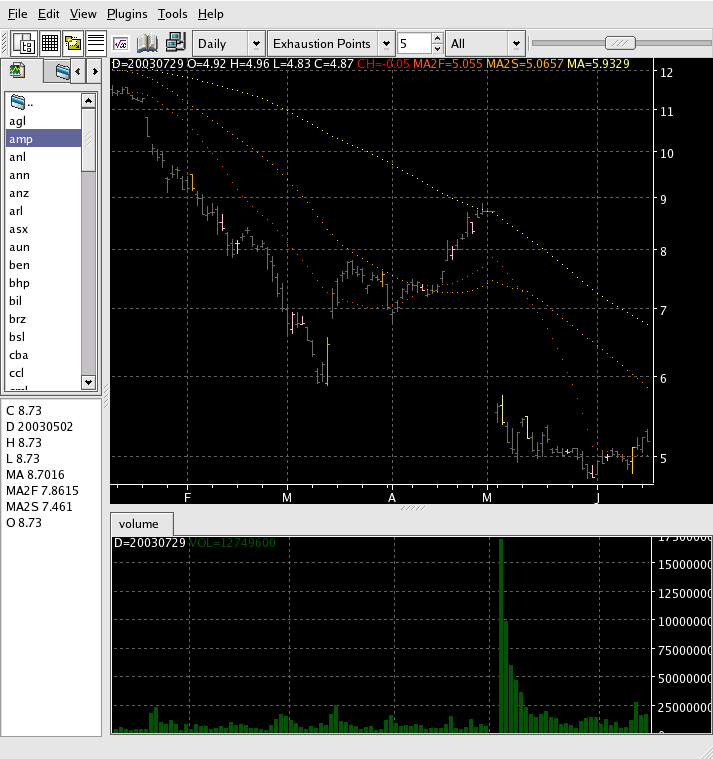 File Edit View Plugins Tools Help
Daily Exhaustion Points 5 All
D=20030729 O=4.92 H=4.96 L=4.83 C=4.87 CH=-0.05 MA2F=5.055 MA2S=5.0657 MA=5.9329
..
agl
amp
anl
ann
anz
arl
asx
aun
ben
bhp
bil
brz
bsl
cba
ccl
12
11
10
9
8
7
6
5
F M A M J
C 8.73
D 20030502
H 8.73
L 8.73
MA 8.7016
MA2F 7.8615
MA2S 7.461
O 8.73
volume
D=20030729 VOL=12749600
17500000
15000000
12500000
10000000
75000000
50000000
25000000